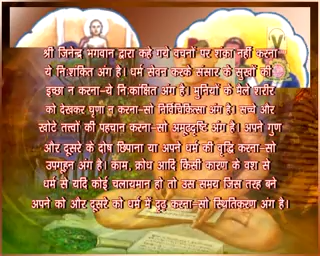 श्री जिनेन्द्र भगवान द्वारा कहे गये वचनों पर शंका नहीं करना
ये निःशंकित अंग है। धर्म सेवन करके संसार के सुखों की
इच्छा न करना-ये निःकांक्षित अंग है। मुनियों के मैले शरीर
को देखकर घृणा न करना-सो निर्विचिकित्सा अंग है। सच्चे और
खोटे तत्त्वों की पहचान करना-सो अमूढ़दृष्टि अंग है। अपने गुण
और दूसरे के दोष छिपाना या अपने धर्म की वृद्धि करना-सो
उपगूहन अंग है। काम, क्रोध आदि किसी कारण के वश से
धर्म से यदि कोई चलायमान हो तो उस समय जिस तरह बने
अपने को और दूसरे को धर्म में दृढ़ करना-सो स्थितिकरण अंग है।